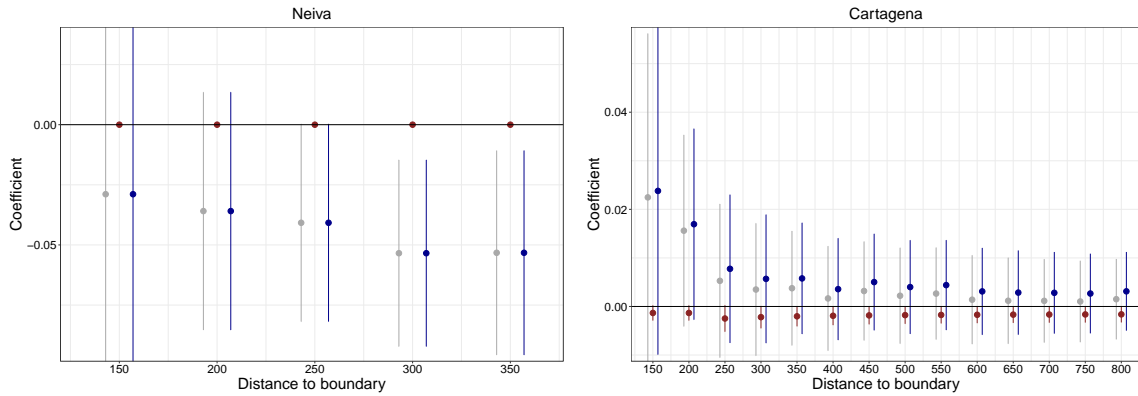 Neiva
Coefficient
0.00
−0.05
150 200 250 300 350
Distance to boundary
Cartagena
Coefficient
0.04
0.02
0.00
150 200 250 300 350 400 450 500 550 600 650 700 750 800
Distance to boundary